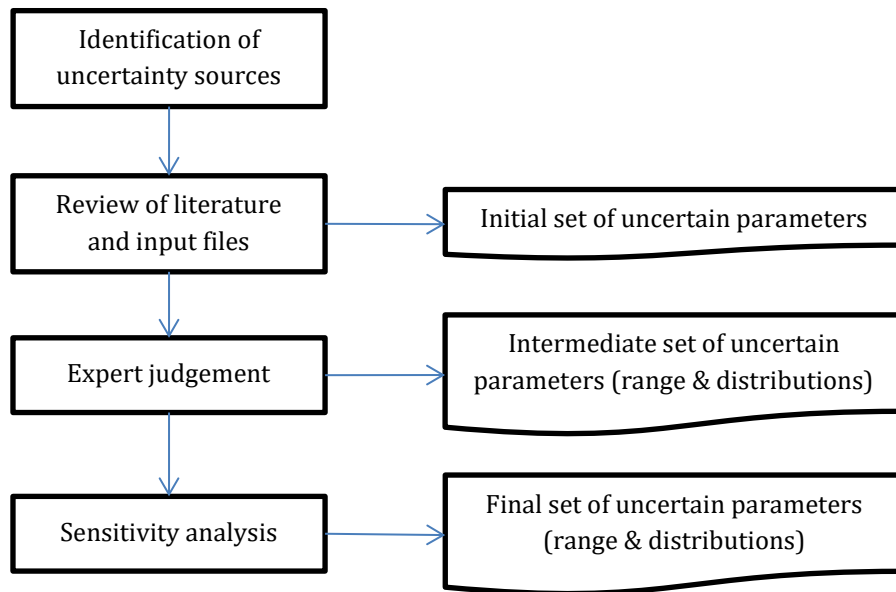 Identification of
uncertainty sources
Review of literature
and input files
Initial set of uncertain parameters
Expert judgement
Intermediate set of uncertain
parameters (range & distributions)
Sensitivity analysis
Final set of uncertain parameters
(range & distributions)